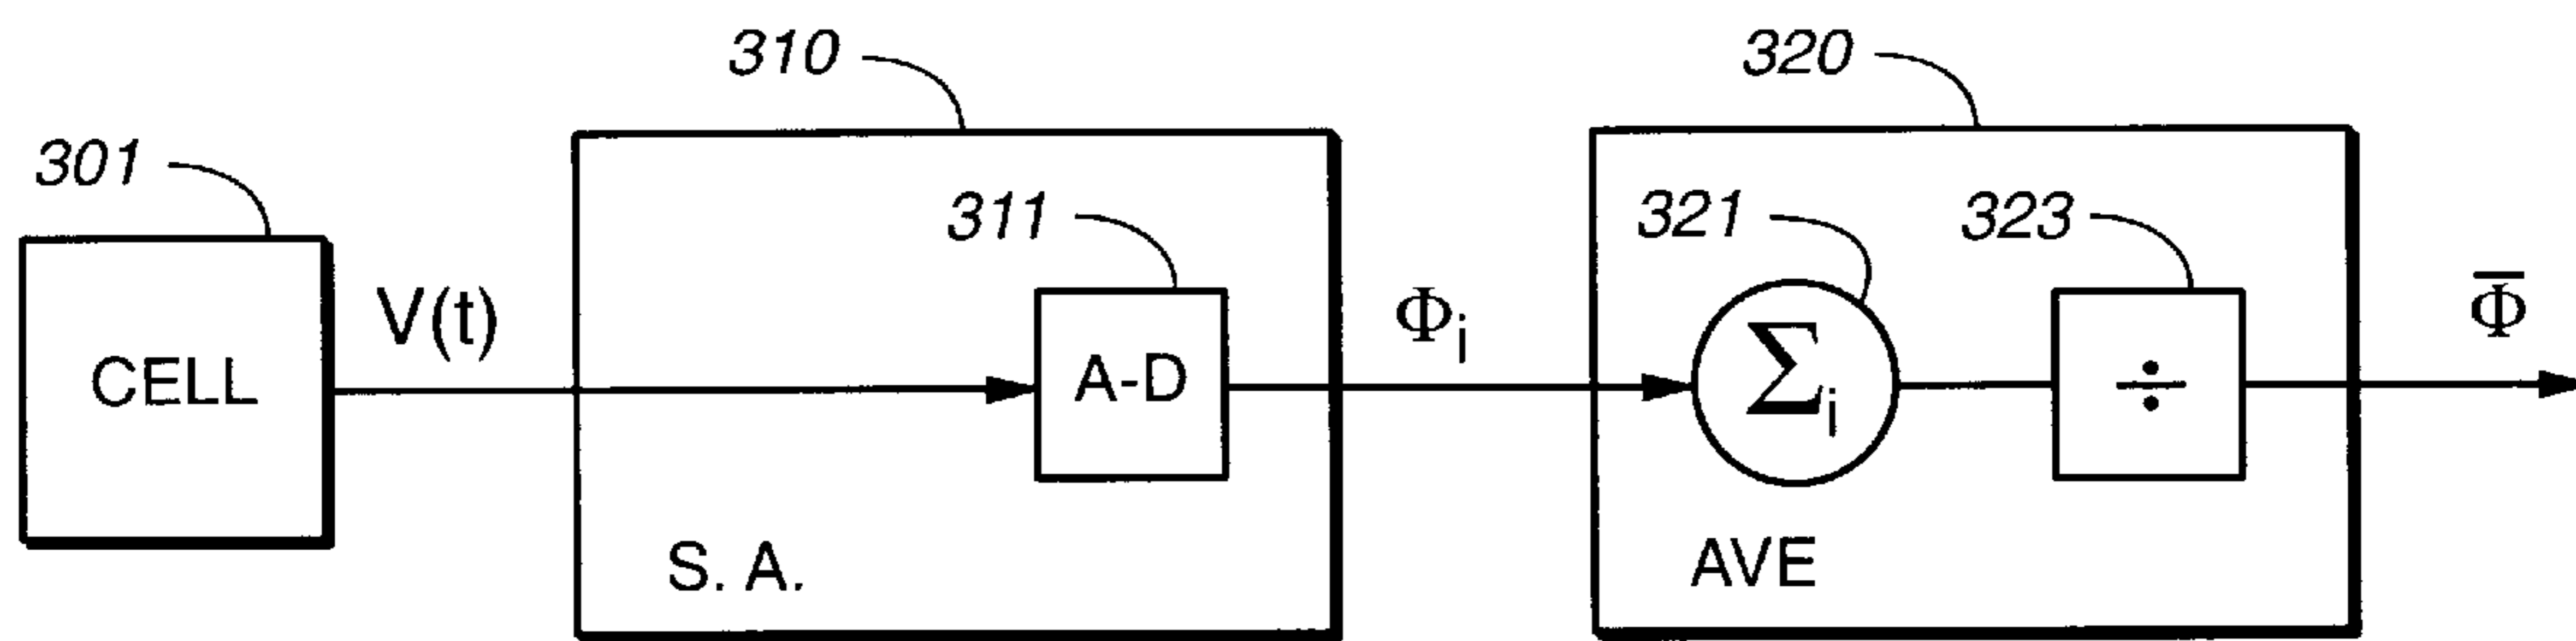 310
320
301
311
321
323
V(t)
Φi
Φ̅
CELL
A-D
Σi
÷
S. A.
AVE